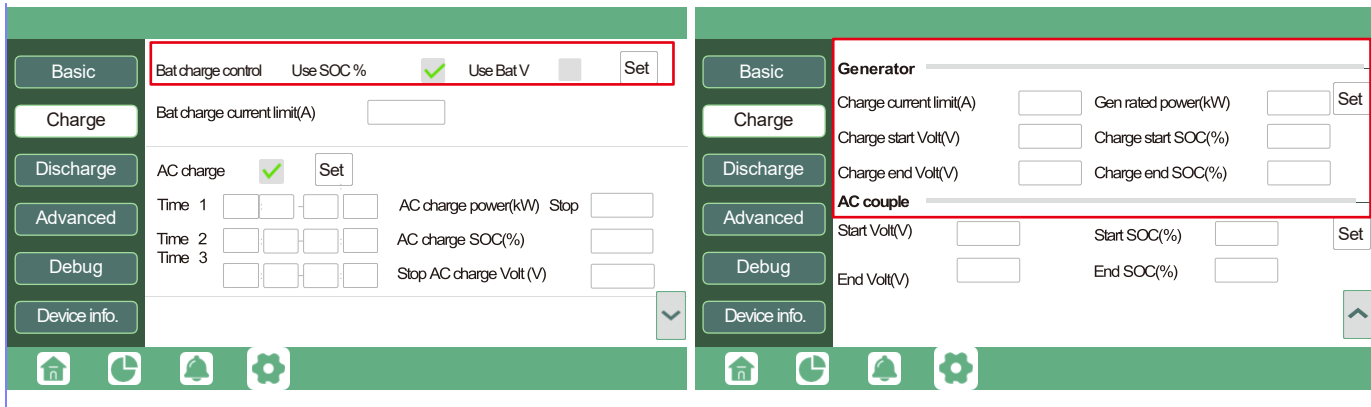 Basic
Charge
Discharge
Advanced
Debug
Device info.
Bat charge control Use SOC % Use Bat V Set
Bat charge current limit(A)
AC charge Set
Time 1 AC charge power(kW) Stop
Time 2 AC charge SOC(%)
Time 3
Stop AC charge Volt (V)
Basic
Charge
Discharge
Advanced
Debug
Device info.
Generator
Charge current limit(A) Gen rated power(kW) Set
Charge start Volt(V) Charge start SOC(%)
Charge end Volt(V) Charge end SOC(%)
AC couple
Start Volt(V) Start SOC(%) Set
End Volt(V) End SOC(%)